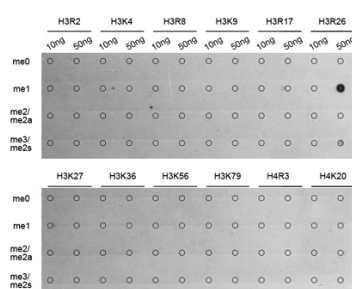 H3R2 H3K4 H3R8 H3K9 H3R17 H3R26
10ng 50ng 10ng 50ng 10ng 50ng 10ng 50ng 10ng 50ng 10ng 50ng
me0
me1
me2/
me2a
me3/
me2s
H3K27 H3K36 H3K56 H3K79 H4R3 H4K20
me0
me1
me2/
me2a
me3/
me2s